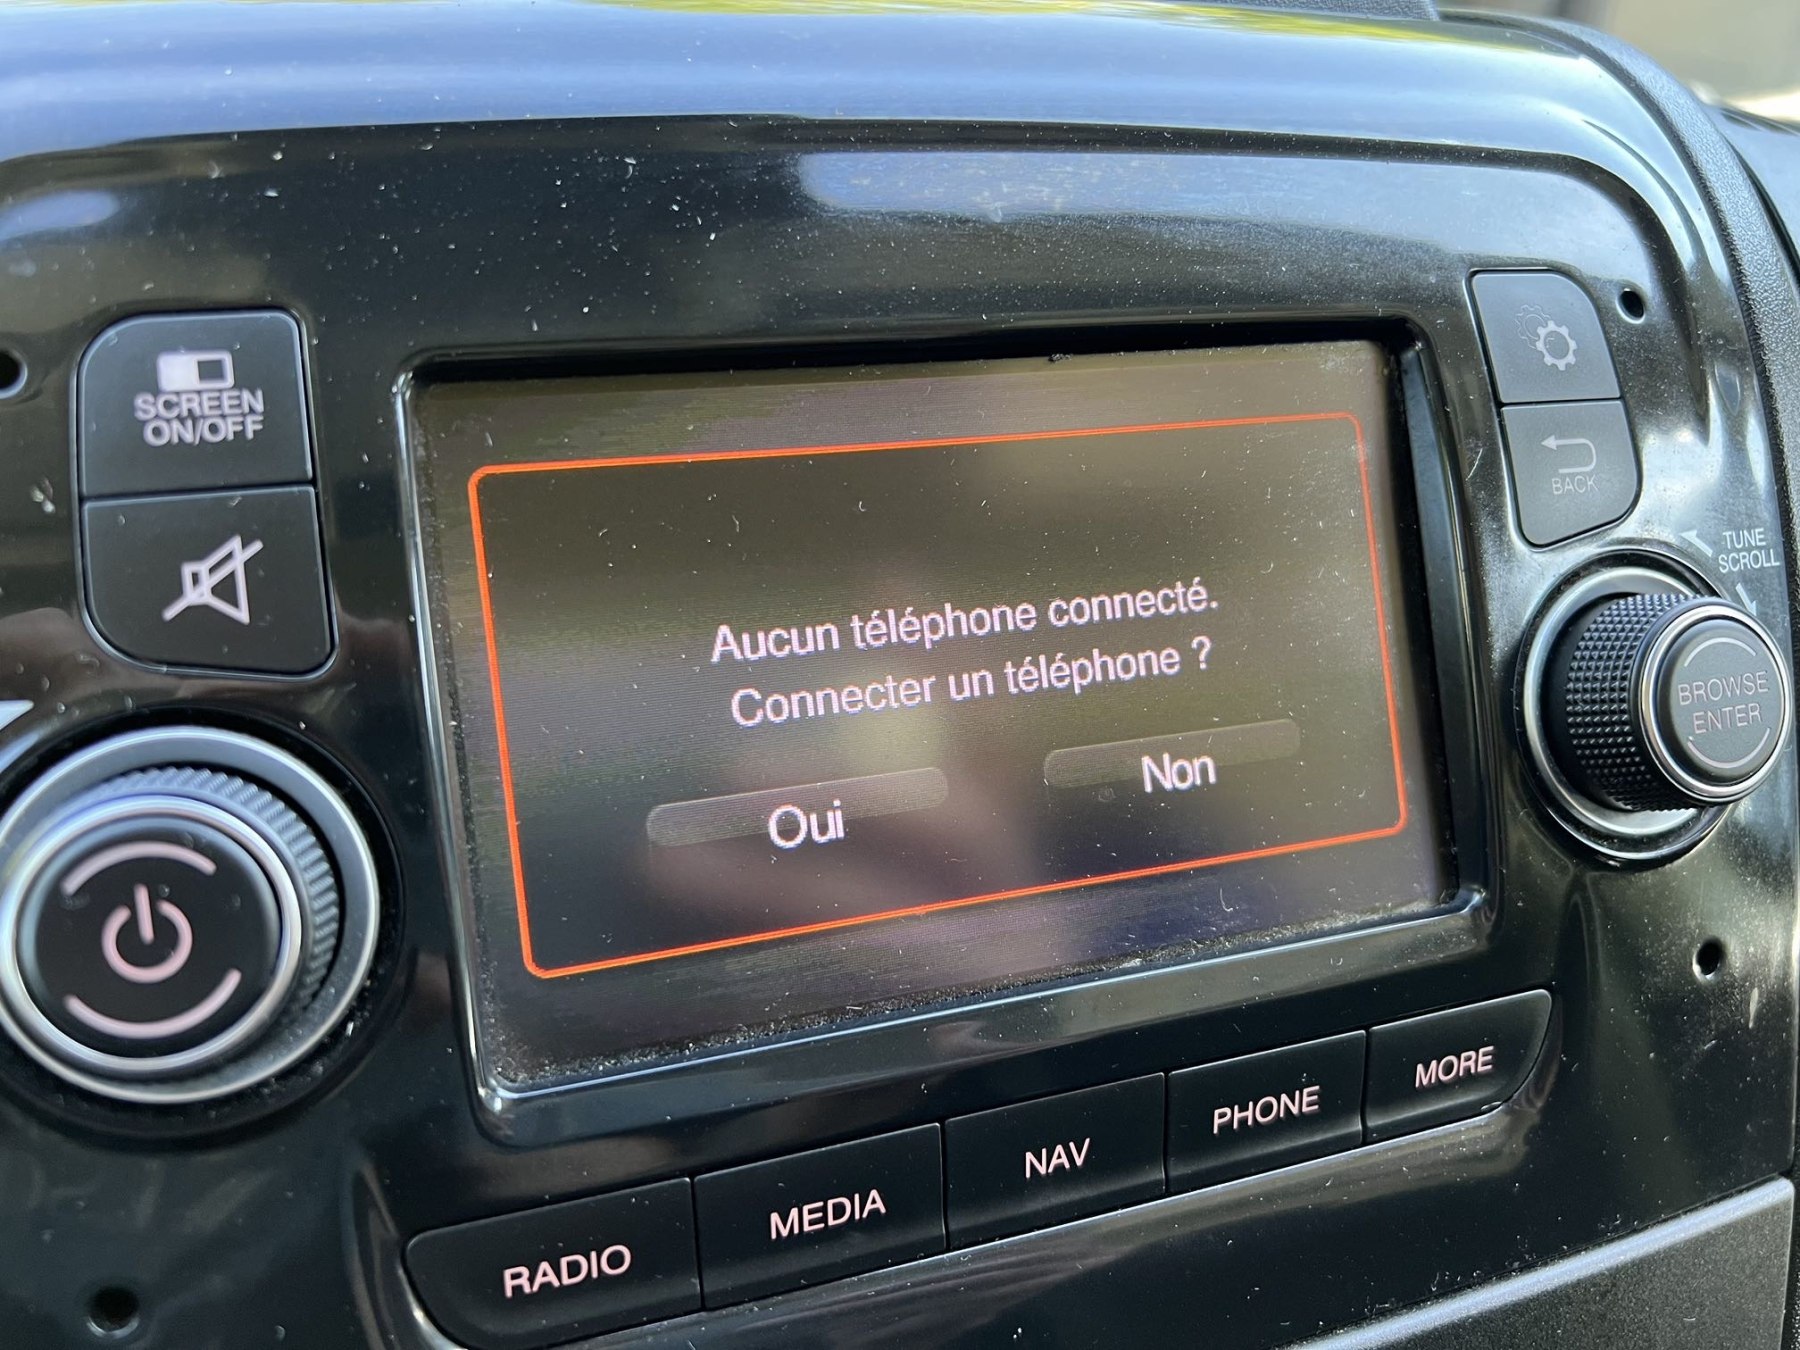 SCREEN
ON/OFF
BACK
TUNE
SCROLL
BROWSE
ENTER
Aucun téléphone connecté.
Connecter un téléphone ?
Oui
Non
RADIO
MEDIA
NAV
PHONE
MORE